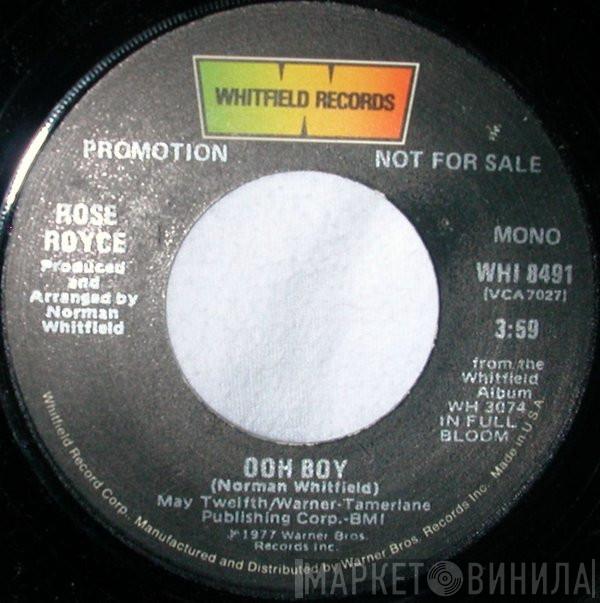 WHITFIELD RECORDS
PROMOTION
NOT FOR SALE
ROSE
ROYCE
Produced
and
Arranged by
Norman
Whitfield
MONO
WHI 8491
(VCA7027)
3:59
from the
Whitfield
Album
WH 3074
IN FULL
BLOOM
OOH BOY
(Norman Whitfield)
May Twelfth/Warner-Tamerlane
Publishing Corp.-BMI
℗1977 Warner Bros.
Records Inc.
Whitfield Record Corp. Manufactured and Distributed by Warner Bros. Records Inc. Made in U.S.A.
МАРКЕТ ВИНИЛА